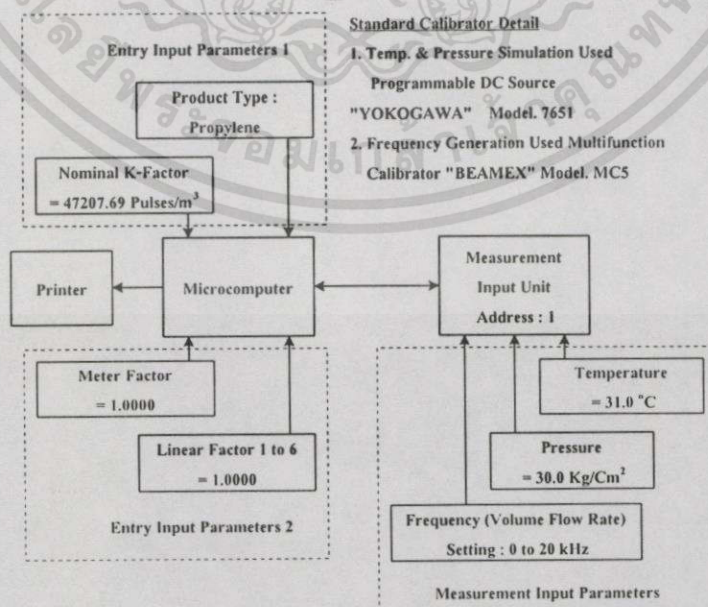 Standard Calibrator Detail
1. Temp. & Pressure Simulation Used
Programmable DC Source
"YOKOGAWA" Model. 7651
2. Frequency Generation Used Multifunction
Calibrator "BEAMEX" Model. MC5
Entry Input Parameters 1
Product Type :
Propylene
Nominal K-Factor
= 47207.69 Pulses/m³
Printer
Microcomputer
Measurement
Input Unit
Address : 1
Meter Factor
= 1.0000
Linear Factor 1 to 6
= 1.0000
Entry Input Parameters 2
Temperature
= 31.0 °C
Pressure
= 30.0 Kg/Cm²
Frequency (Volume Flow Rate)
Setting : 0 to 20 kHz
Measurement Input Parameters